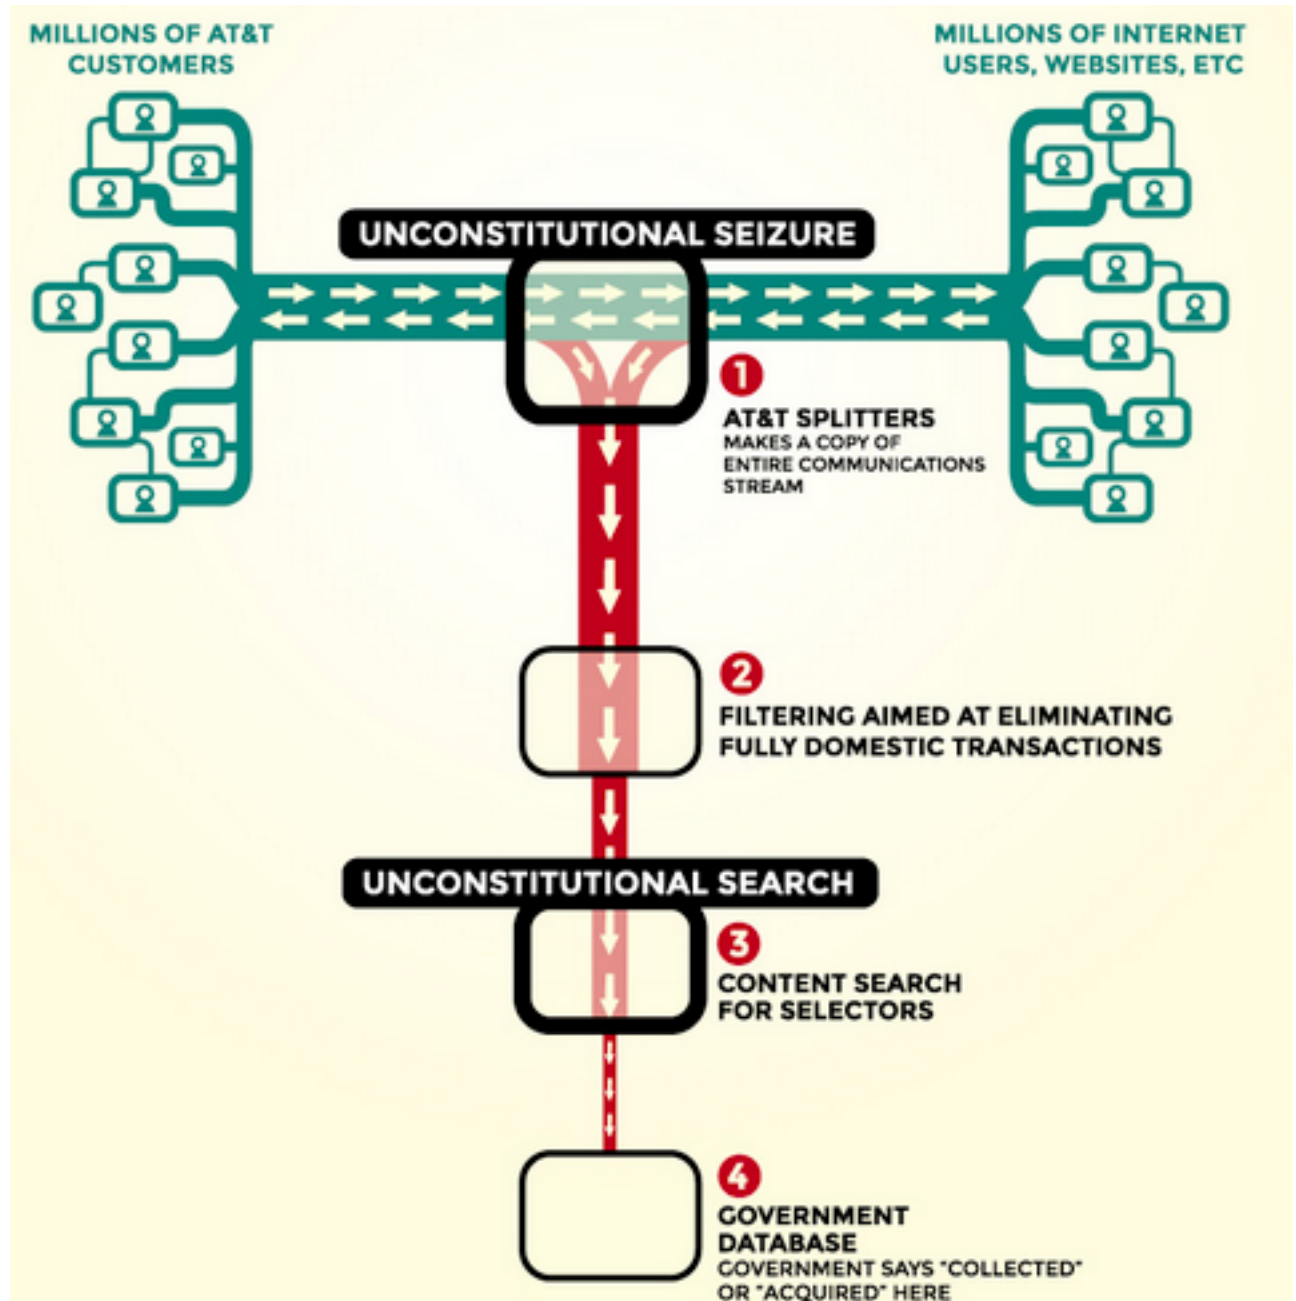 MILLIONS OF AT&T
CUSTOMERS
MILLIONS OF INTERNET
USERS, WEBSITES, ETC
UNCONSTITUTIONAL SEIZURE
1
AT&T SPLITTERS
MAKES A COPY OF
ENTIRE COMMUNICATIONS
STREAM
2
FILTERING AIMED AT ELIMINATING
FULLY DOMESTIC TRANSACTIONS
UNCONSTITUTIONAL SEARCH
3
CONTENT SEARCH
FOR SELECTORS
4
GOVERNMENT
DATABASE
GOVERNMENT SAYS "COLLECTED"
OR "ACQUIRED" HERE